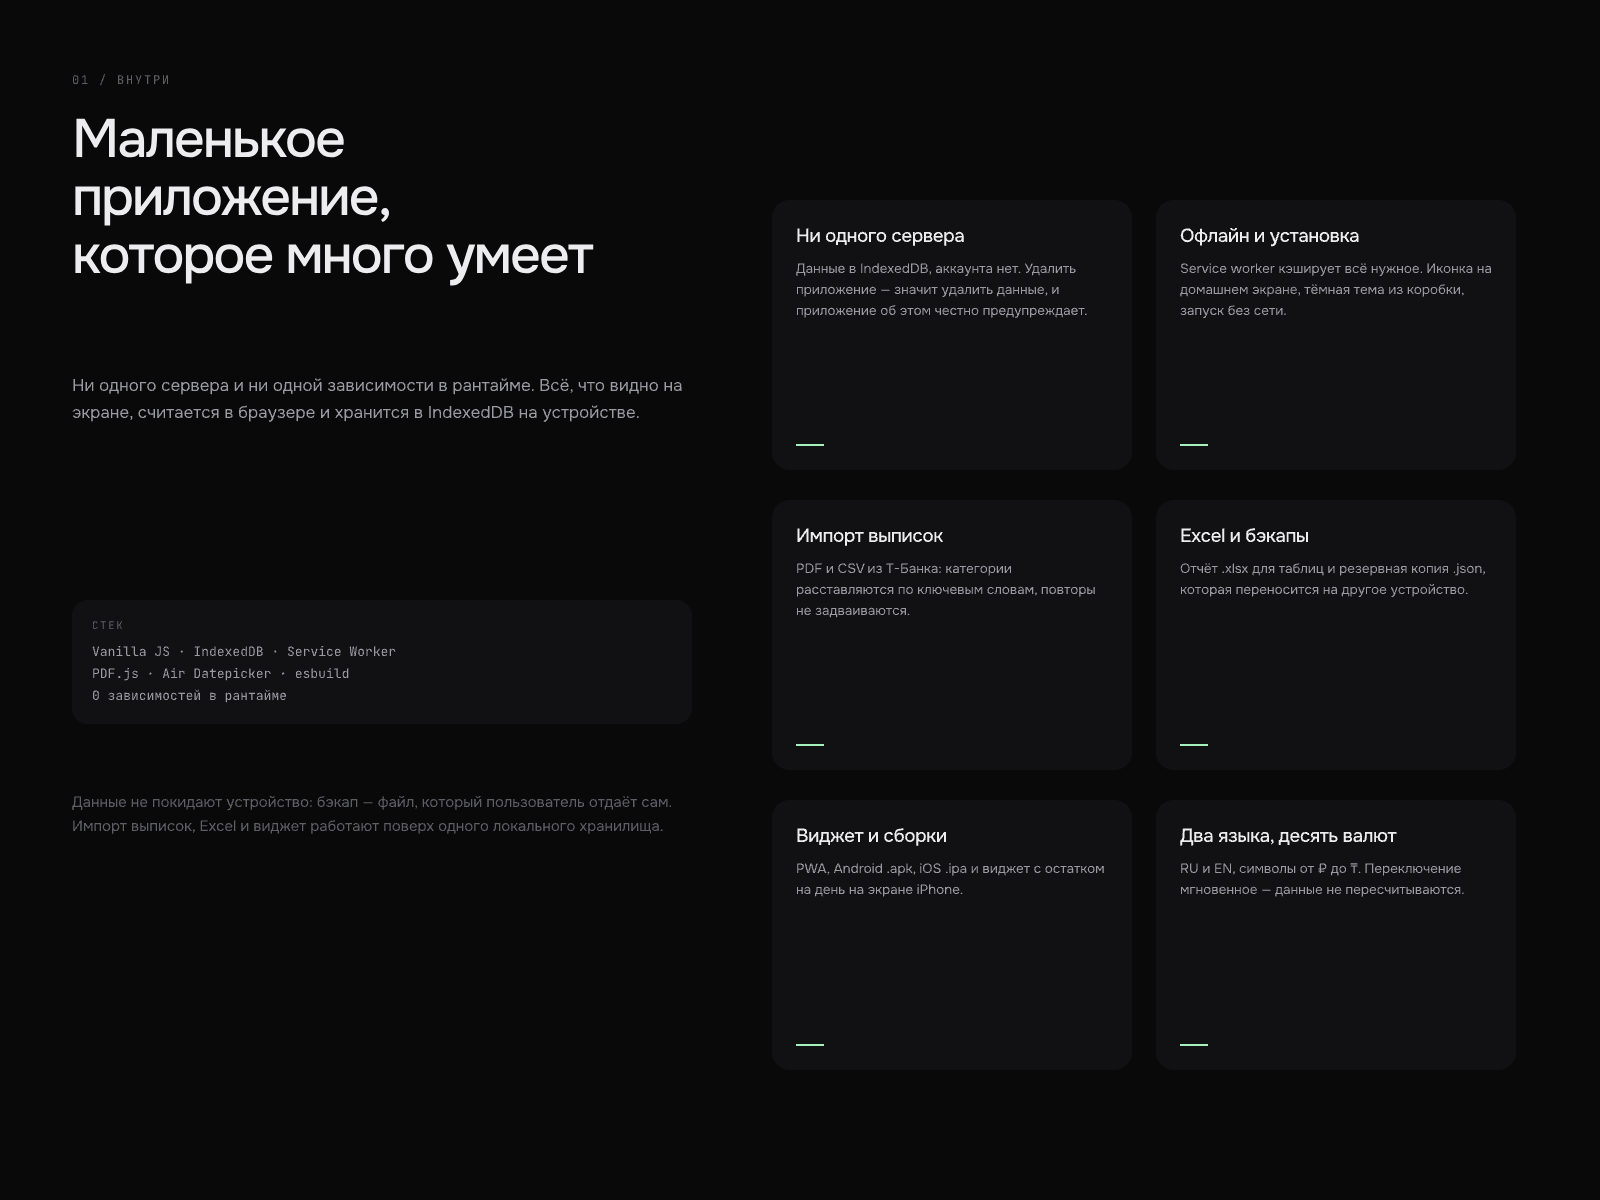 01 / ВНУТРИ
Маленькое
приложение,
которое много умеет
Ни одного сервера и ни одной зависимости в рантайме. Всё, что видно на
экране, считается в браузере и хранится в IndexedDB на устройстве.
СТЕК
Vanilla JS · IndexedDB · Service Worker
PDF.js · Air Datepicker · esbuild
0 зависимостей в рантайме
Данные не покидают устройство: бэкап — файл, который пользователь отдаёт сам.
Импорт выписок, Excel и виджет работают поверх одного локального хранилища.
Ни одного сервера
Данные в IndexedDB, аккаунта нет. Удалить
приложение — значит удалить данные, и
приложение об этом честно предупреждает.
Офлайн и установка
Service worker кэширует всё нужное. Иконка на
домашнем экране, тёмная тема из коробки,
запуск без сети.
Импорт выписок
PDF и CSV из Т-Банка: категории
расставляются по ключевым словам, повторы
не задваиваются.
Excel и бэкапы
Отчёт .xlsx для таблиц и резервная копия .json,
которая переносится на другое устройство.
Виджет и сборки
PWA, Android .apk, iOS .ipa и виджет с остатком
на день на экране iPhone.
Два языка, десять валют
RU и EN, символы от ₽ до ₸. Переключение
мгновенное — данные не пересчитываются.